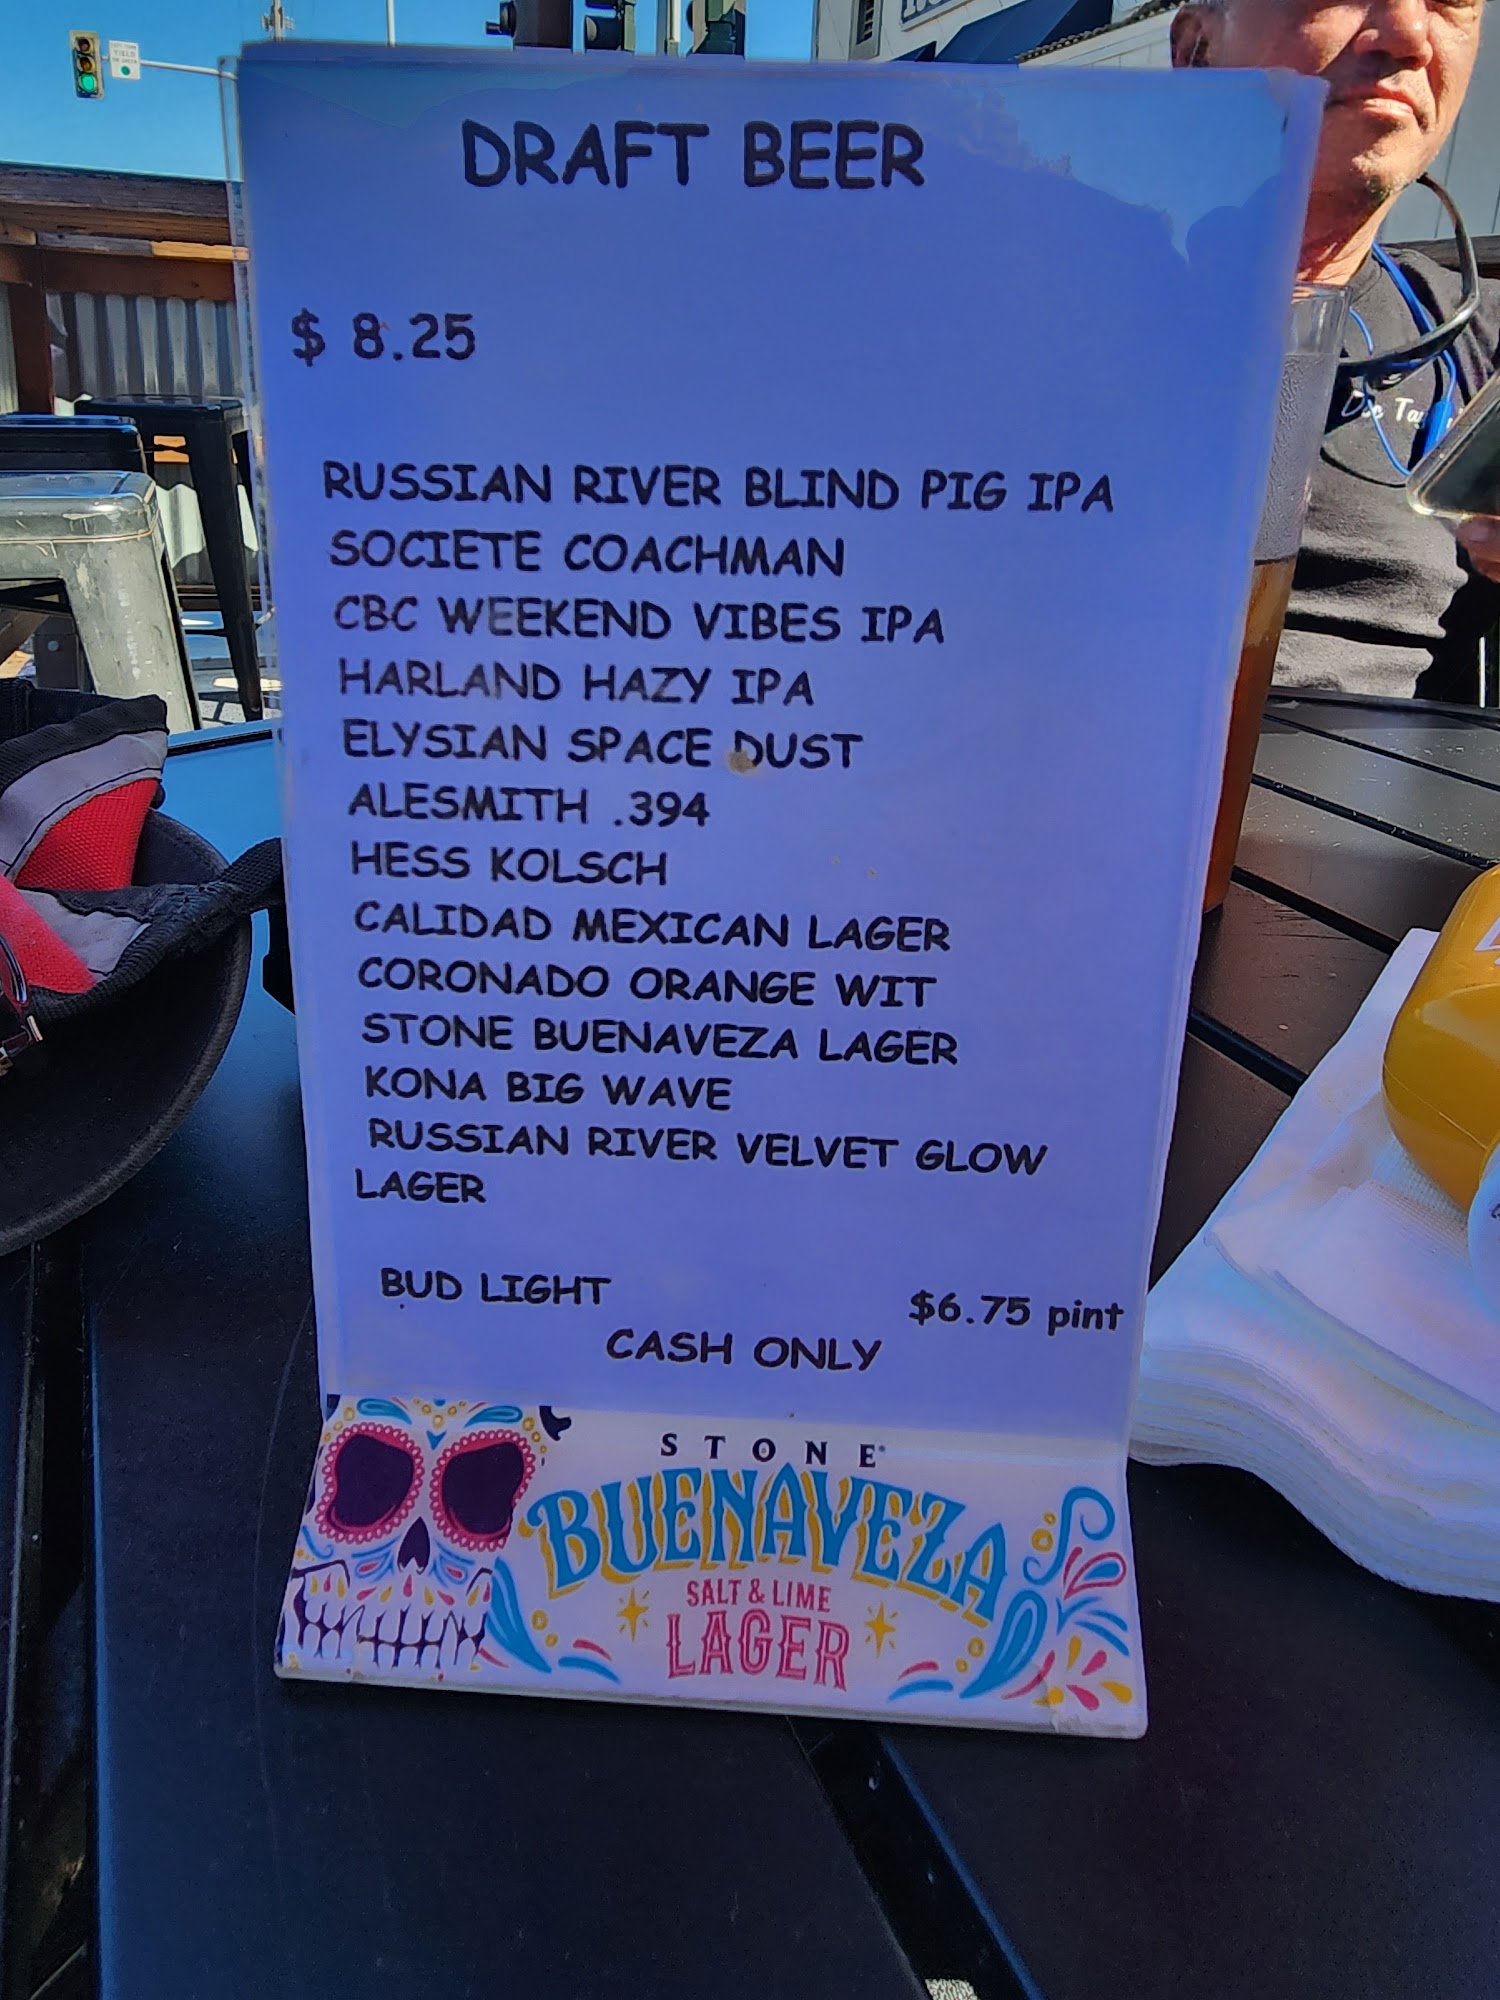 DRAFT BEER
$ 8.25
RUSSIAN RIVER BLIND PIG IPA
SOCIETE COACHMAN
CBC WEEKEND VIBES IPA
HARLAND HAZY IPA
ELYSIAN SPACE DUST
ALESMITH .394
HESS KOLSCH
CALIDAD MEXICAN LAGER
CORONADO ORANGE WIT
STONE BUENAVEZA LAGER
KONA BIG WAVE
RUSSIAN RIVER VELVET GLOW
LAGER
BUD LIGHT
$6.75 pint
CASH ONLY
STONE
BUENAVEZA
SALT & LIME
LAGER
YIELD